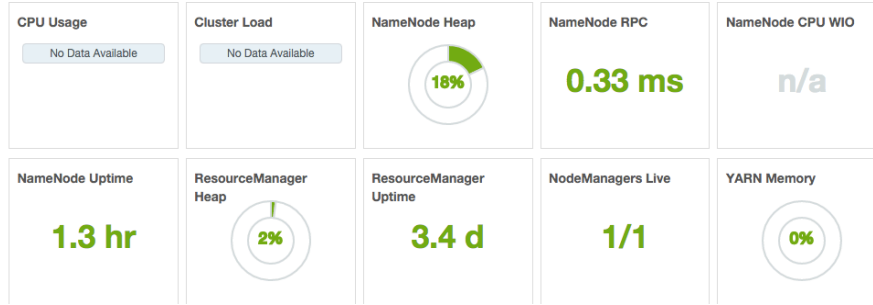 CPU Usage
No Data Available
Cluster Load
No Data Available
NameNode Heap
18%
NameNode RPC
0.33 ms
NameNode CPU WIO
n/a
NameNode Uptime
1.3 hr
ResourceManager
Heap
2%
ResourceManager
Uptime
3.4 d
NodeManagers Live
1/1
YARN Memory
0%